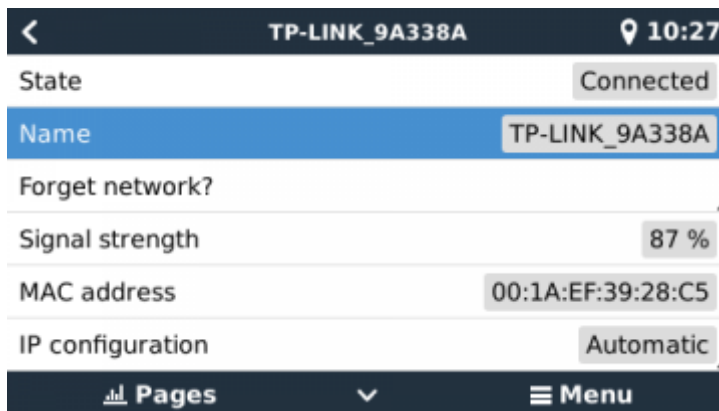 TP-LINK_9A338A 10:27
State Connected
Name TP-LINK_9A338A
Forget network?
Signal strength 87 %
MAC address 00:1A:EF:39:28:C5
IP configuration Automatic
Pages Menu